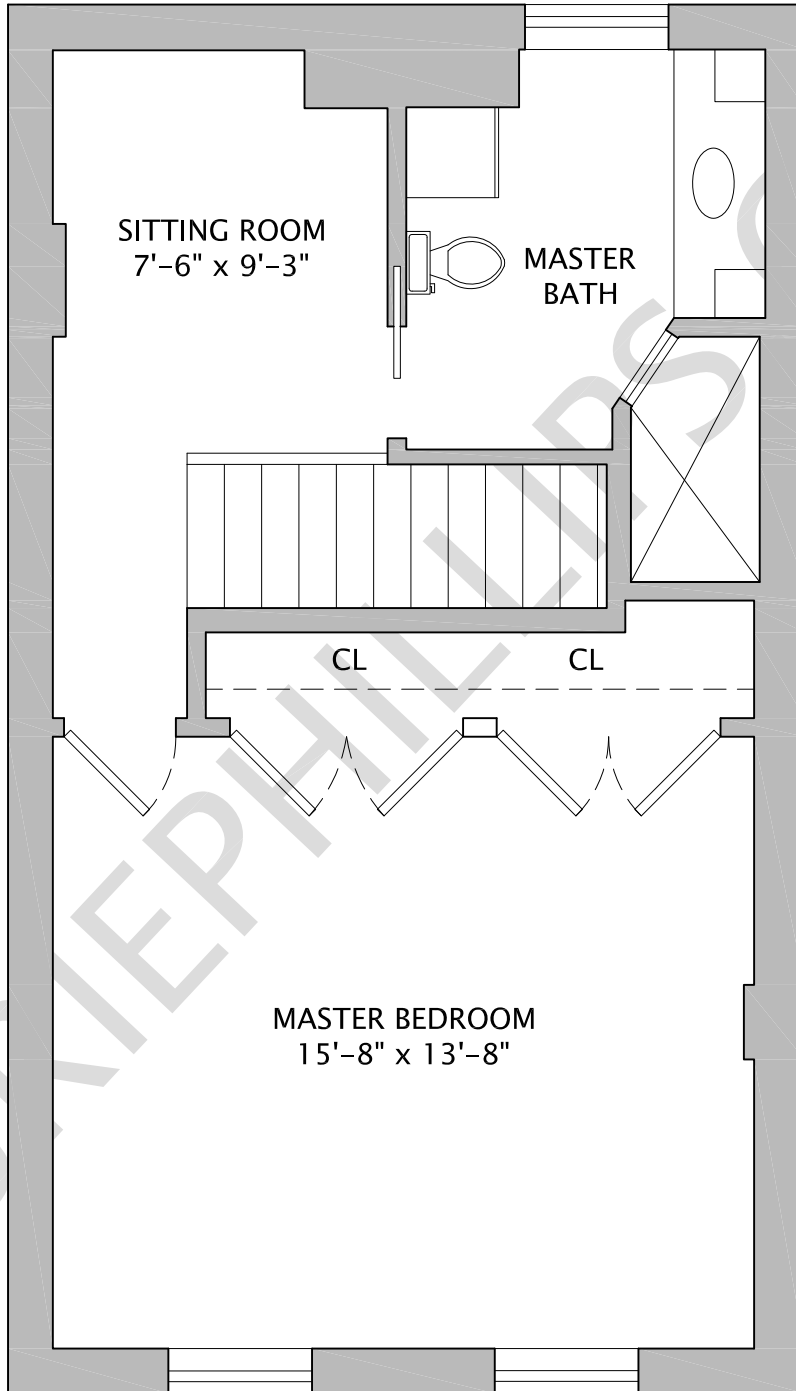 SITTING ROOM
7'-6" x 9'-3"
MASTER
BATH
CL CL
MASTER BEDROOM
15'-8" x 13'-8"